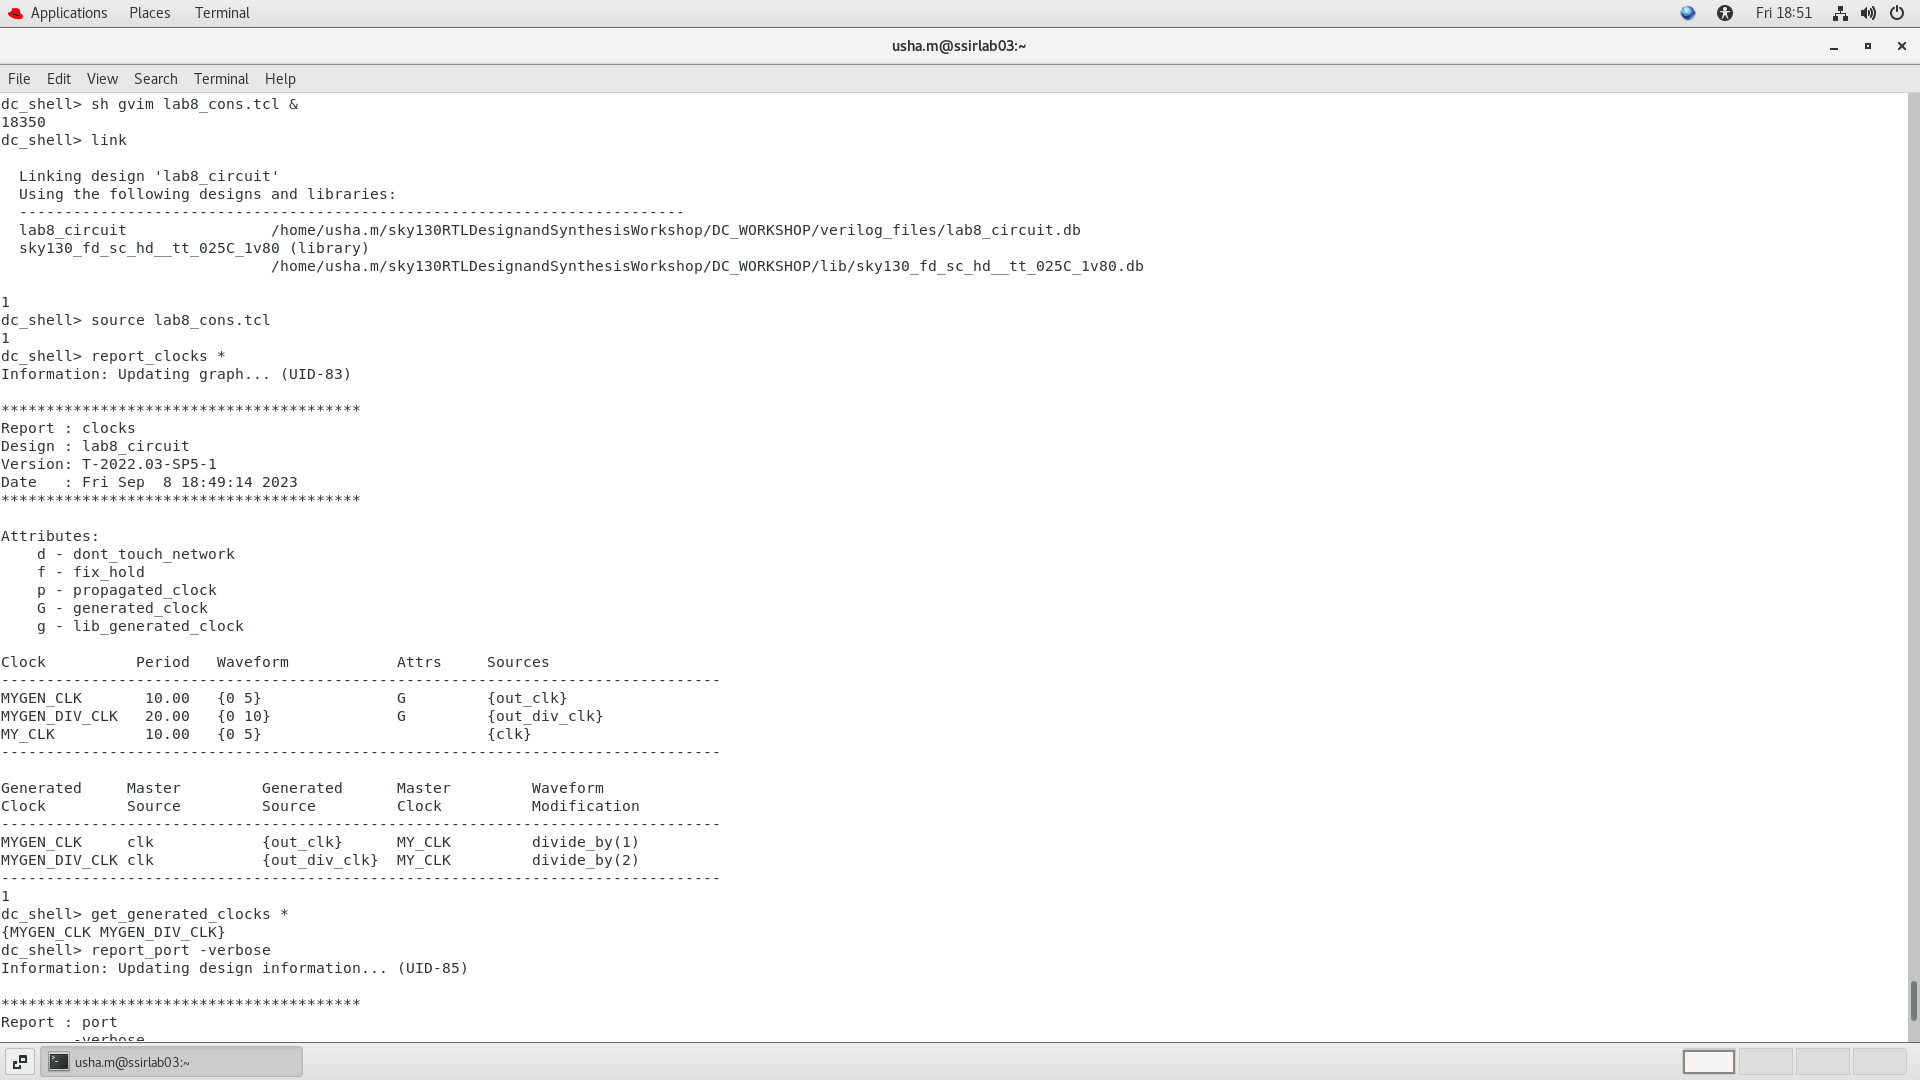 Applications Places Terminal Fri 18:51
usha.m@ssirlab03:~
File Edit View Search Terminal Help
dc_shell> sh gvim lab8_cons.tcl &
18350
dc_shell> link
Linking design 'lab8_circuit'
Using the following designs and libraries:
--------------------------------------------------------------------------
lab8_circuit                /home/usha.m/sky130RTLDesignandSynthesisWorkshop/DC_WORKSHOP/verilog_files/lab8_circuit.db
sky130_fd_sc_hd__tt_025C_1v80 (library)
/home/usha.m/sky130RTLDesignandSynthesisWorkshop/DC_WORKSHOP/lib/sky130_fd_sc_hd__tt_025C_1v80.db
1
dc_shell> source lab8_cons.tcl
1
dc_shell> report_clocks *
Information: Updating graph... (UID-83)
****************************************
Report : clocks
Design : lab8_circuit
Version: T-2022.03-SP5-1
Date   : Fri Sep  8 18:49:14 2023
****************************************
Attributes:
d - dont_touch_network
f - fix_hold
p - propagated_clock
G - generated_clock
g - lib_generated_clock
Clock          Period   Waveform            Attrs     Sources
--------------------------------------------------------------------------------
MYGEN_CLK       10.00   {0 5}               G         {out_clk}
MYGEN_DIV_CLK   20.00   {0 10}              G         {out_div_clk}
MY_CLK          10.00   {0 5}                         {clk}
--------------------------------------------------------------------------------
Generated     Master         Generated      Master         Waveform
Clock         Source         Source         Clock          Modification
--------------------------------------------------------------------------------
MYGEN_CLK     clk            {out_clk}      MY_CLK         divide_by(1)
MYGEN_DIV_CLK clk            {out_div_clk}  MY_CLK         divide_by(2)
--------------------------------------------------------------------------------
1
dc_shell> get_generated_clocks *
{MYGEN_CLK MYGEN_DIV_CLK}
dc_shell> report_port -verbose
Information: Updating design information... (UID-85)
****************************************
Report : port
-verbose
usha.m@ssirlab03:~